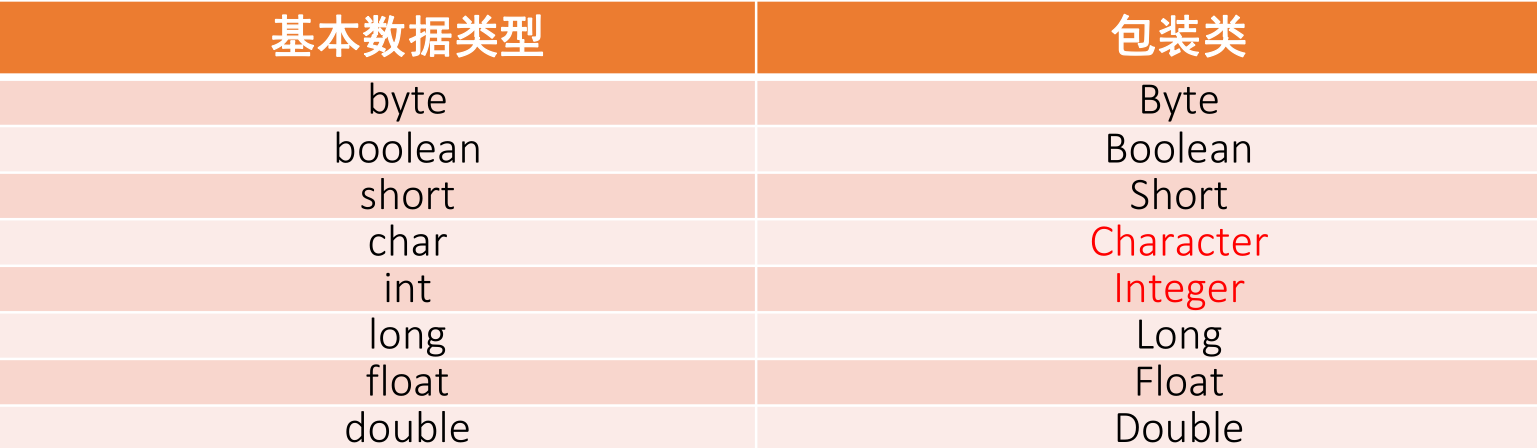 基本数据类型 包装类
byte Byte
boolean Boolean
short Short
char Character
int Integer
long Long
float Float
double Double